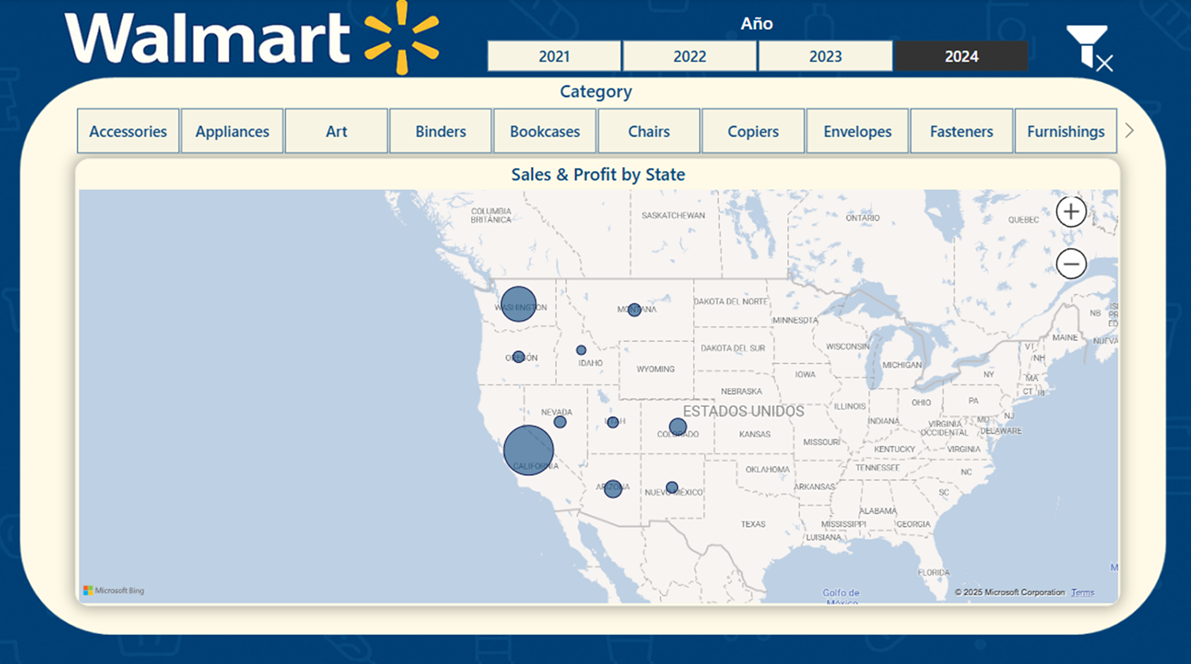 Walmart
Año
2021 2022 2023 2024
Category
Accessories Appliances Art Binders Bookcases Chairs Copiers Envelopes Fasteners Furnishings
Sales & Profit by State
COLUMBIA
BRITÁNICA
SASKATCHEWAN
ONTARIO
QUEBEC
WASHINGTON
MONTANA
DAKOTA DEL NORTE
MINNESOTA
NB
MAINE
DAKOTA DEL SUR
WISCONSIN
MICHIGAN
VT
NH
IDAHO
WYOMING
IOWA
NY
MA
CT RI
NEBRASKA
ILLINOIS
OHIO
PA
NEVADA
ESTADOS UNIDOS
INDIANA
MD
NJ
DELAWARE
VIRGINIA
OCCIDENTAL
COLORADO
KANSAS
MISSOURI
KENTUCKY
VIRGINIA
CALIFORNIA
OKLAHOMA
TENNESSEE
NC
ARIZONA
NUEVO MÉXICO
ARKANSAS
SC
TEXAS
ALABAMA
MISSISSIPPI
GEORGIA
LUISIANA
FLORIDA
Golfo de
México
Microsoft Bing
© 2025 Microsoft Corporation Terms